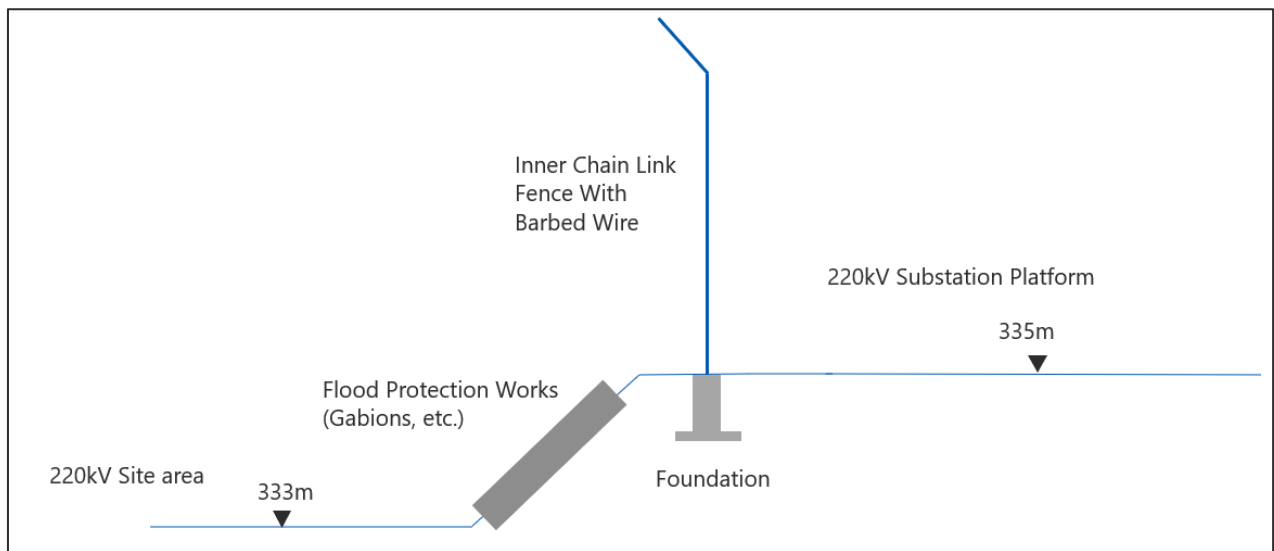 Inner Chain Link
Fence With
Barbed Wire
220kV Substation Platform
335m
Flood Protection Works
(Gabions, etc.)
220kV Site area
333m
Foundation